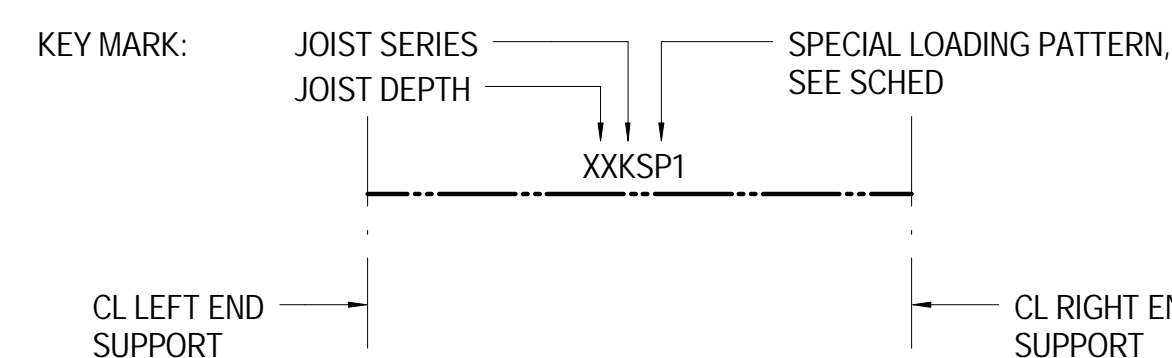 KEY MARK:
JOIST SERIES
SPECIAL LOADING PATTERN,
JOIST DEPTH
SEE SCHED
XXKSP1
CL LEFT END
SUPPORT
CL RIGHT
SUPPORT